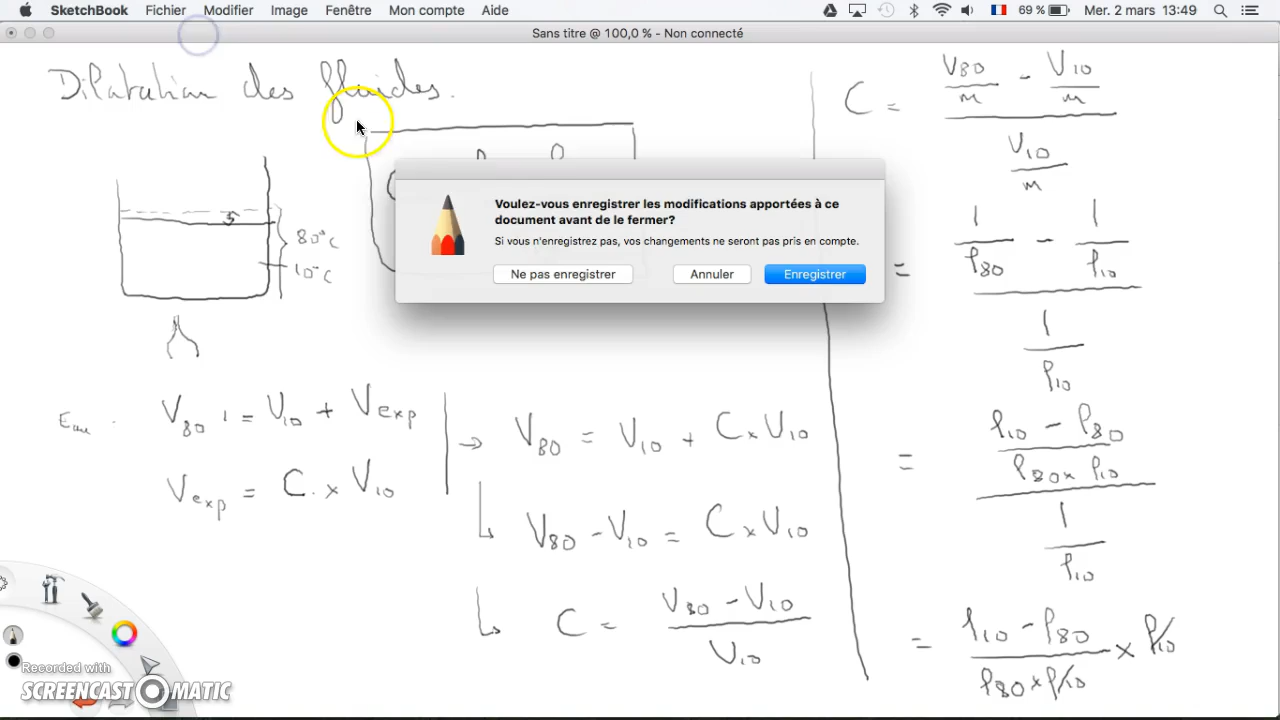 SketchBook Fichier Modifier Image Fenêtre Mon compte Aide 69 % Mer. 2 mars 13:49
Sans titre @ 100,0 % - Non connecté
Dilatation des fluides.
80°C
10°C
Voulez-vous enregistrer les modifications apportées à ce
document avant de le fermer?
Si vous n'enregistrez pas, vos changements ne seront pas pris en compte.
Ne pas enregistrer Annuler Enregistrer
Eau. V80 = V10 + Vexp
Vexp = C. x V10
→ V80 = V10 + C x V10
V80 - V10 = C x V10
C = V80 - V10
V10
C = V80/m - V10/m
V10/m
= 1/ρ80 - 1/ρ10
1/ρ10
= ρ10 - ρ80
ρ80 x ρ10
1/ρ10
= ρ10 - ρ80
ρ80 x ρ10 x ρ10
Recorded with
SCREENCAST MATIC